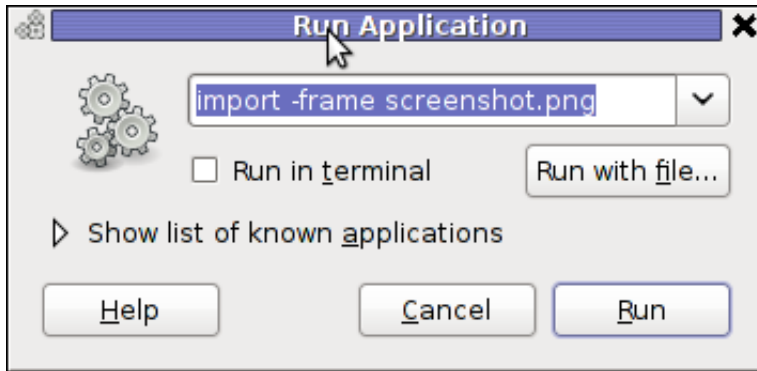 Run Application
import -frame screenshot.png
Run in terminal
Run with file...
Show list of known applications
Help
Cancel
Run